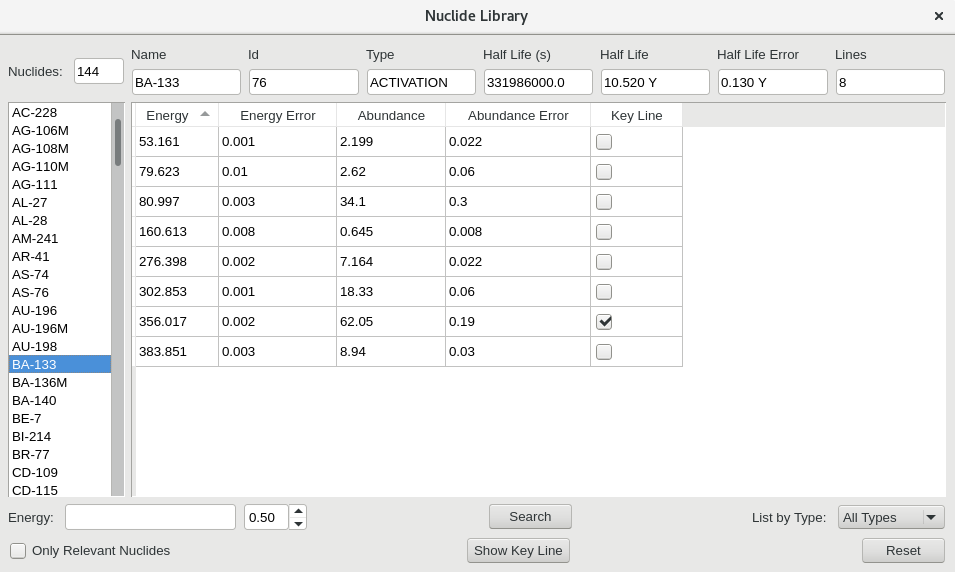 Nuclide Library
Name Id Type Half Life (s) Half Life Half Life Error Lines
Nuclides: 144 BA-133 76 ACTIVATION 331986000.0 10.520 Y 0.130 Y 8
AC-228
AG-106M
AG-108M
AG-110M
AG-111
AL-27
AL-28
AM-241
AR-41
AS-74
AS-76
AU-196
AU-196M
AU-198
BA-133
BA-136M
BA-140
BE-7
BI-214
BR-77
CD-109
CD-115
Energy Energy Error Abundance Abundance Error Key Line
53.161 0.001 2.199 0.022
79.623 0.01 2.62 0.06
80.997 0.003 34.1 0.3
160.613 0.008 0.645 0.008
276.398 0.002 7.164 0.022
302.853 0.001 18.33 0.06
356.017 0.002 62.05 0.19
383.851 0.003 8.94 0.03
Energy: 0.50 Search List by Type: All Types
Only Relevant Nuclides Show Key Line Reset